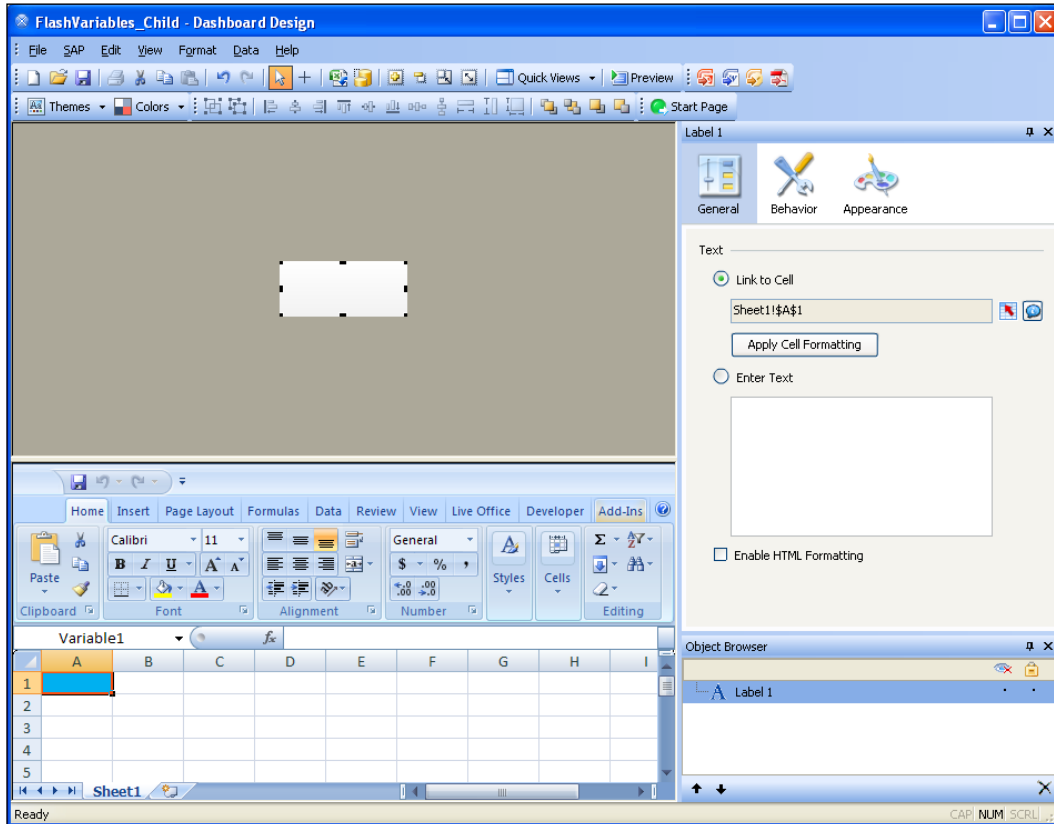 FlashVariables_Child - Dashboard Design
File SAP Edit View Format Data Help
Quick Views Preview
Themes Colors Start Page
Label 1
General Behavior Appearance
Text
Link to Cell
Sheet1!$A$1
Apply Cell Formatting
Enter Text
Enable HTML Formatting
Home Insert Page Layout Formulas Data Review View Live Office Developer Add-Ins
Paste
Calibri 11
B I U A A
A
General
$ % ,
.00 .0
Styles
Cells
Σ
Clipboard Font Alignment Number Editing
Variable1 fx
A B C D E F G H I
1
2
3
4
5
Sheet1
Object Browser
A Label 1
Ready
CAP NUM SCRL